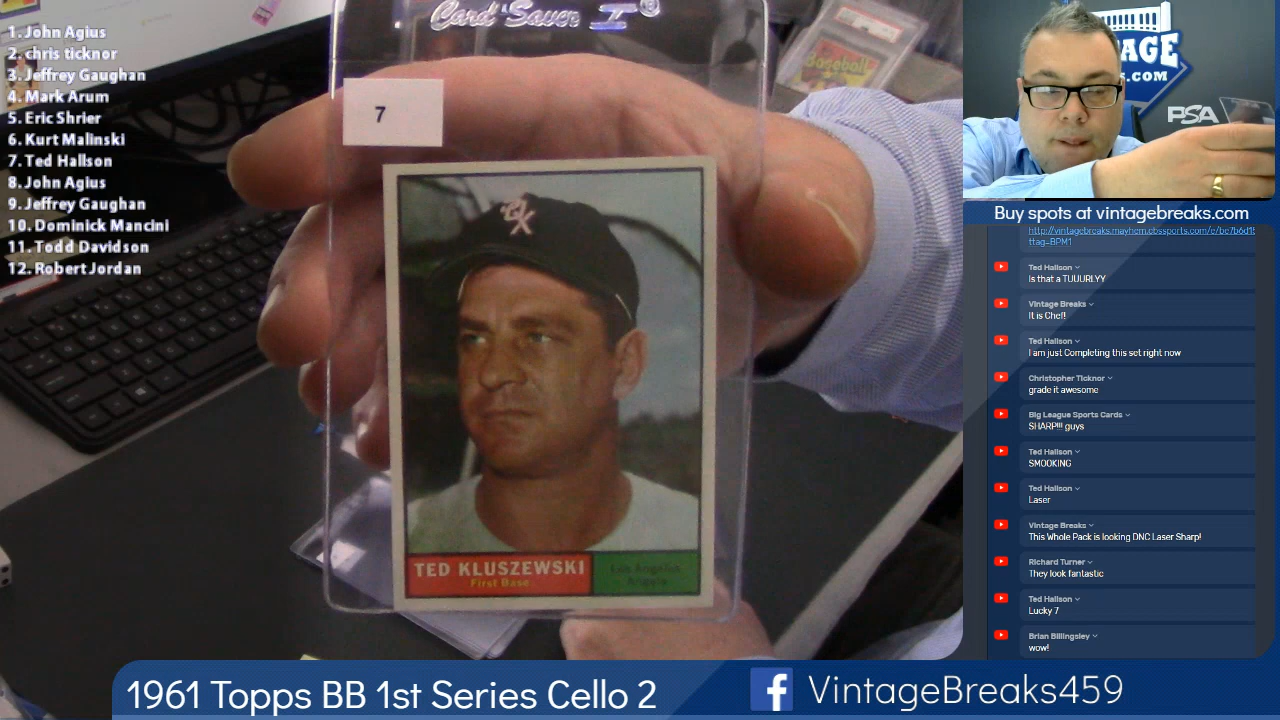 1. John Agius
2. chris ticknor
3. Jeffrey Gaughan
4. Mark Arum
5. Eric Shrier
6. Kurt Malinski
7. Ted Hallson
8. John Agius
9. Jeffrey Gaughan
10. Dominick Mancini
11. Todd Davidson
12. Robert Jordan
Card Saver I®
7
Baseball
TED KLUSZEWSKI
First Base
Los Angeles
Angels
AGE
S.COM
PSA
Buy spots at vintagebreaks.com
ttag=BPM1
Ted Hallson
Is that a TUUURLYY
Vintage Breaks
It is Chef!
Ted Hallson
I am just Completing this set right now
Christopher Ticknor
grade it awesome
Big League Sports Cards
SHARP!!! guys
Ted Hallson
SMOOKING
Ted Hallson
Laser
Vintage Breaks
This Whole Pack is looking DNC Laser Sharp!
Richard Turner
They look fantastic
Ted Hallson
Lucky 7
Brian Billingsley
wow!
1961 Topps BB 1st Series Cello 2
f VintageBreaks459